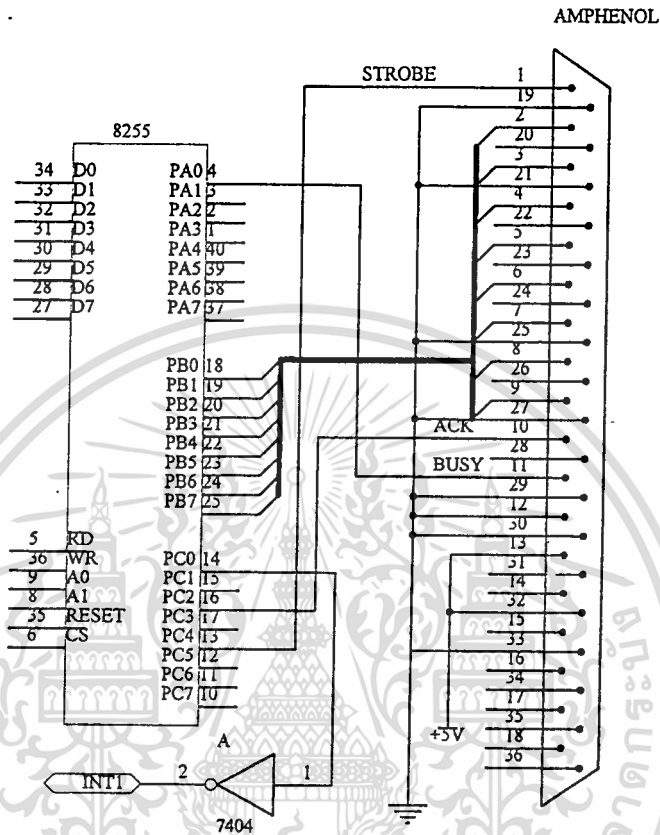 AMPHENOL
STROBE
8255
34 D0
33 D1
32 D2
31 D3
30 D4
29 D5
28 D6
27 D7
5 RD
36 WR
9 A0
8 A1
35 RESET
6 CS
PA0 4
PA1 3
PA2 2
PA3 1
PA4 40
PA5 39
PA6 38
PA7 37
PB0 18
PB1 19
PB2 20
PB3 21
PB4 22
PB5 23
PB6 24
PB7 25
PC0 14
PC1 15
PC2 16
PC3 17
PC4 13
PC5 12
PC6 11
PC7 10
1
19
2
20
3
21
4
22
5
23
6
24
7
25
8
26
9
27
ACK 10
28
BUSY 11
29
12
30
13
31
14
32
15
33
16
34
17
35
18
36
+5V
A
INT1
2
1
7404